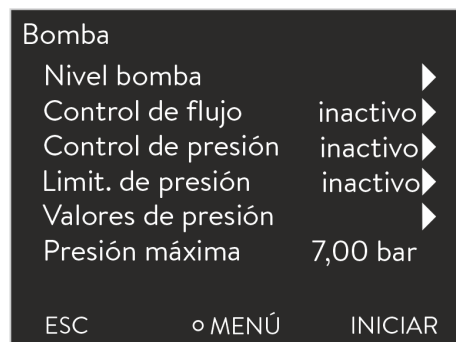 Bomba
Nivel bomba
Control de flujo inactivo
Control de presión inactivo
Limit. de presión inactivo
Valores de presión
Presión máxima 7,00 bar
ESC MENÚ INICIAR